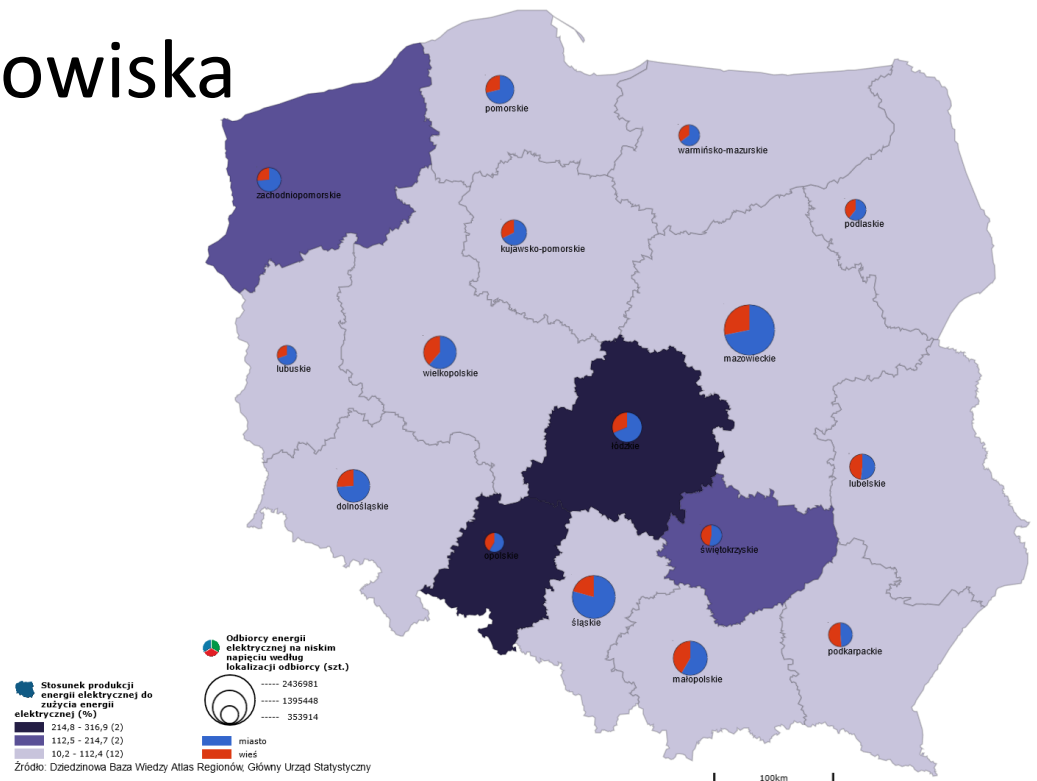 owiska
pomorskie
warmińsko-mazurskie
zachodniopomorskie
podlaskie
kujawsko-pomorskie
mazowieckie
lubuskie
wielkopolskie
łódzkie
lubelskie
dolnośląskie
opolskie
świętokrzyskie
śląskie
podkarpackie
małopolskie
Odbiorcy energii
elektrycznej na niskim
napięciu według
lokalizacji odbiorcy (szt.)
----- 2436981
----- 1395448
----- 353914
miasto
wieś
Stosunek produkcji
energii elektrycznej do
zużycia energii
elektrycznej (%)
214,8 - 316,9 (2)
112,5 - 214,7 (2)
10,2 - 112,4 (12)
Źródło: Dziedzinowa Baza Wiedzy Atlas Regionów, Główny Urząd Statystyczny
100km